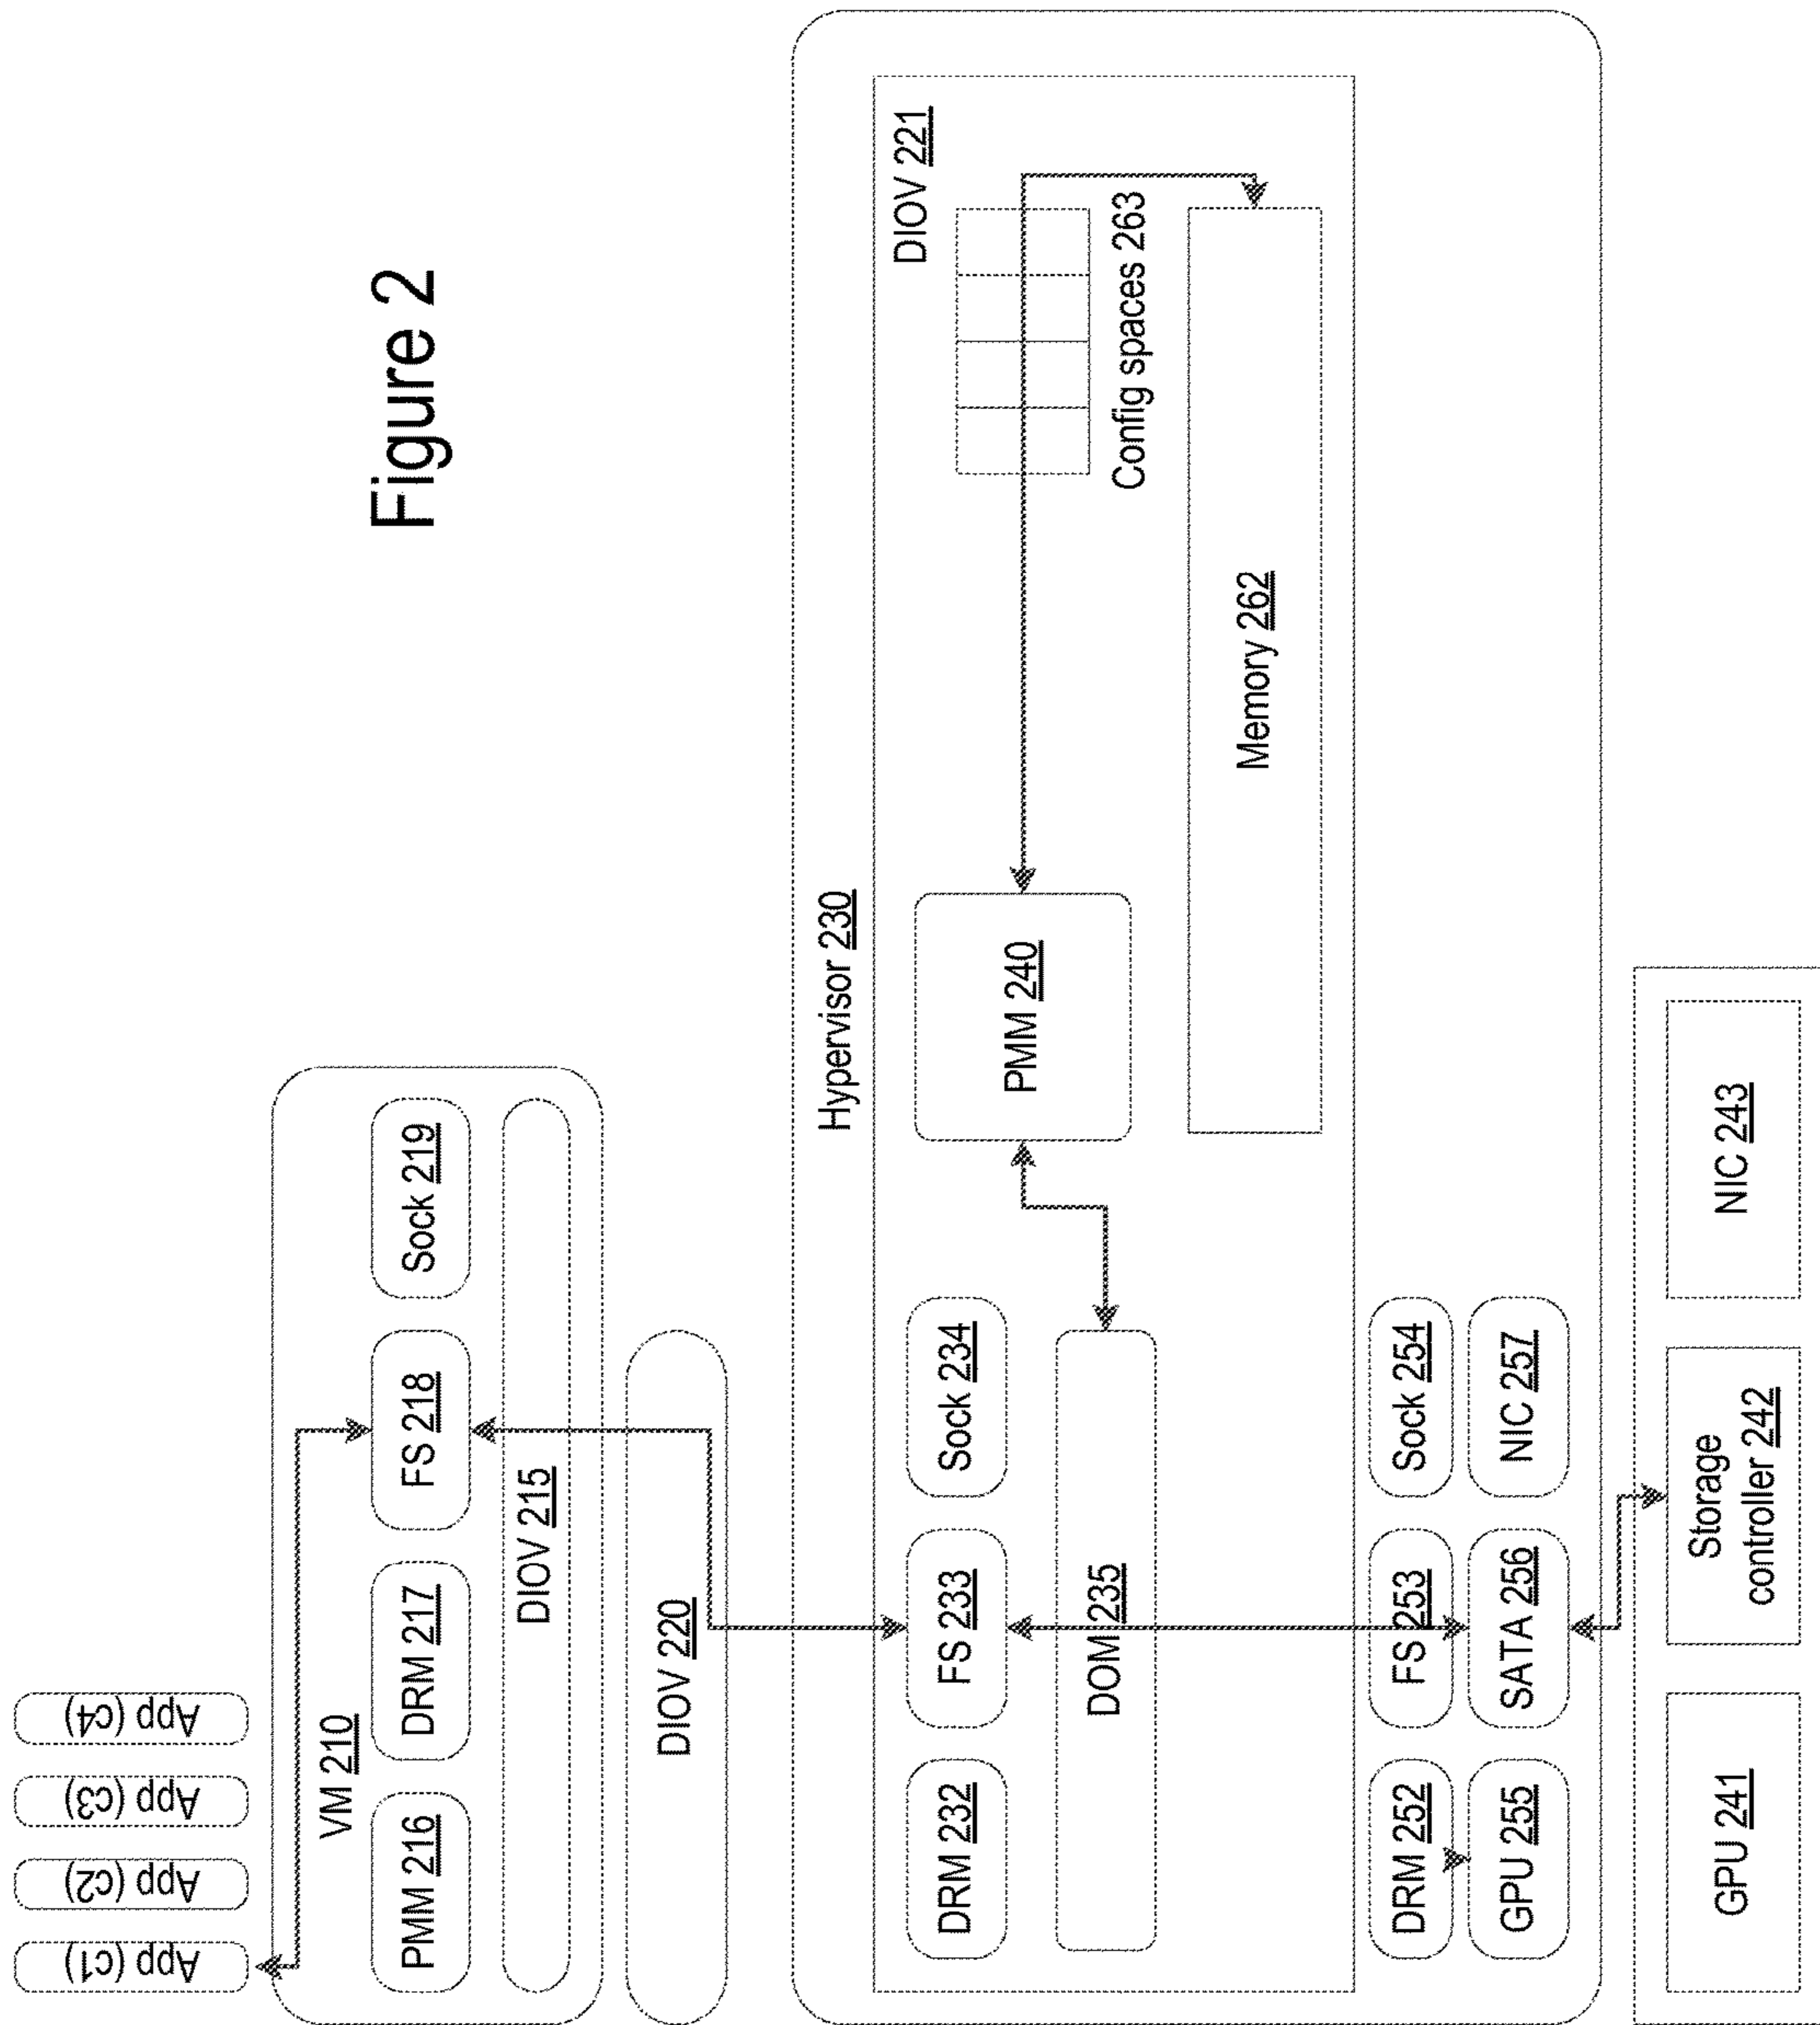 Figure 2
App (c1)
App (c2)
App (c3)
App (c4)
VM 210
PMM 216
DRM 217
FS 218
Sock 219
DIOV 215
DIOV 220
Hypervisor 230
DIOV 221
DRM 232
FS 233
Sock 234
PMM 240
Config spaces 263
DOM 235
Memory 262
DRM 252
FS 253
Sock 254
GPU 255
SATA 256
NIC 257
GPU 241
Storage
controller 242
NIC 243